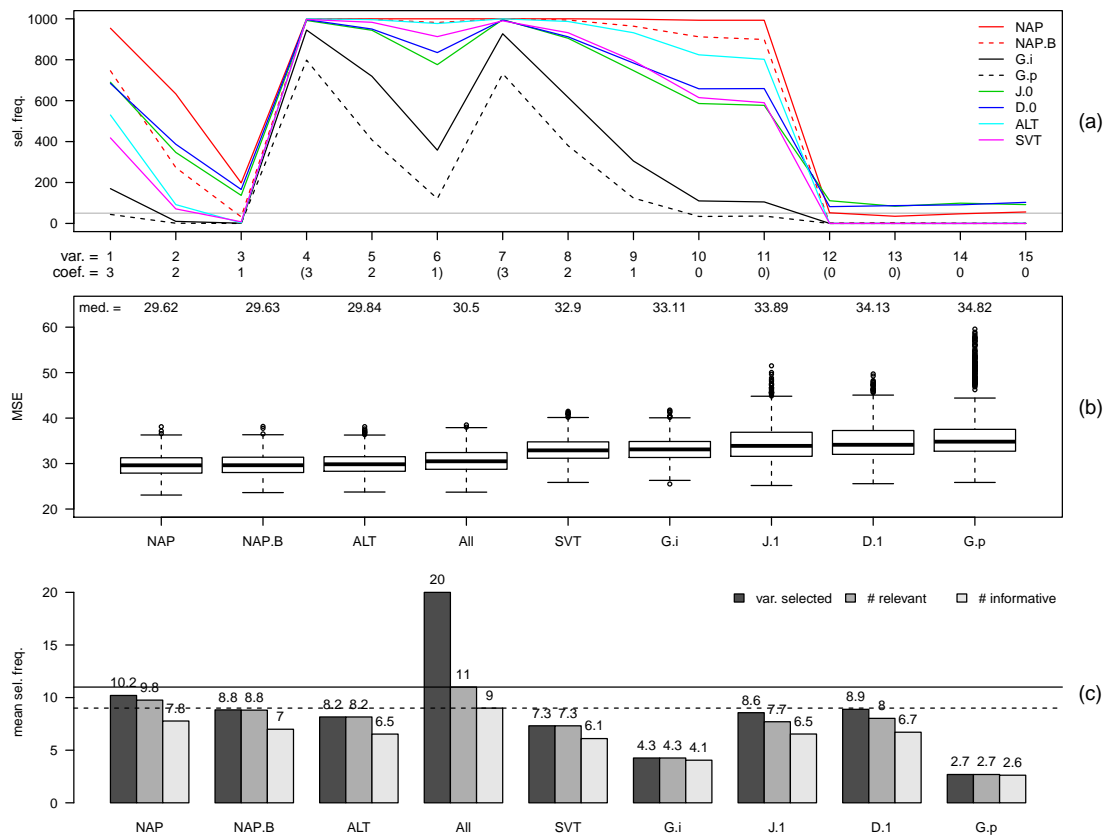 1000
800
600
400
200
0
sel. freq.
NAP
NAP.B
G.i
G.p
J.0
D.0
ALT
SVT
(a)
var. = 1 2 3 4 5 6 7 8 9 10 11 12 13 14 15
coef. = 3 2 1 (3 2 1) (3 2 1 0 0) (0 0) 0 0
med. = 29.62 29.63 29.84 30.5 32.9 33.11 33.89 34.13 34.82
60
50
40
30
20
MSE
(b)
NAP NAP.B ALT All SVT G.i J.1 D.1 G.p
20
15
10
5
0
mean sel. freq.
var. selected # relevant # informative
10.2 9.8 7.8 8.8 8.8 7 8.2 8.2 6.5 20 11 9 7.3 7.3 6.1 4.3 4.3 4.1 8.6 7.7 6.5 8.9 8 6.7 2.7 2.7 2.6
(c)
NAP NAP.B ALT All SVT G.i J.1 D.1 G.p